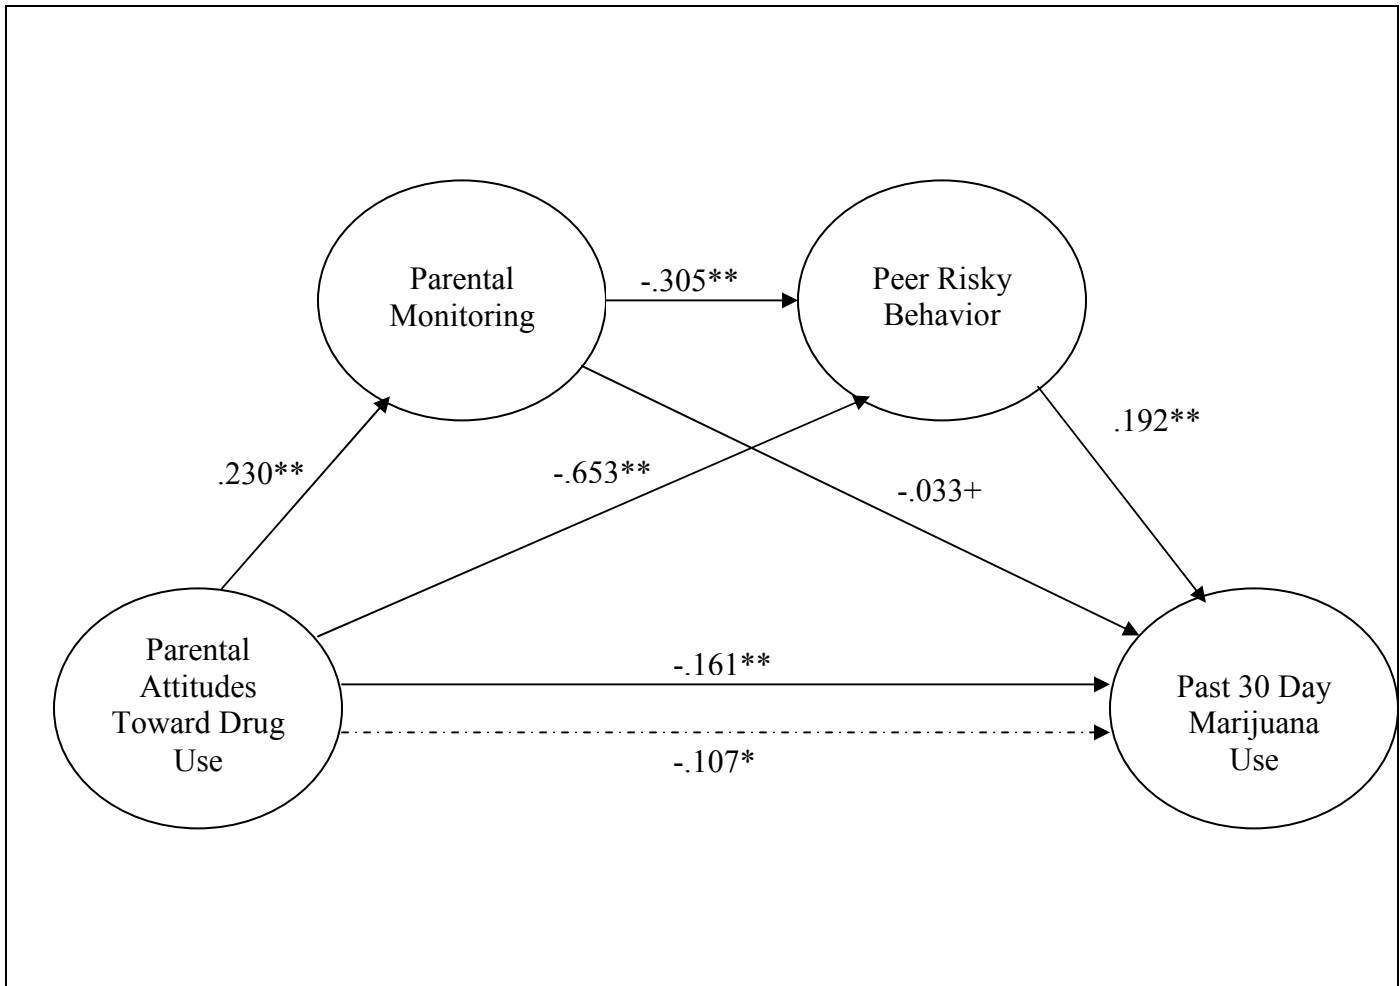 Parental
Monitoring
-.305**
Peer Risky
Behavior
.230**
-.653**
-.033+
.192**
Parental
Attitudes
Toward Drug
Use
-.161**
-.107*
Past 30 Day
Marijuana
Use